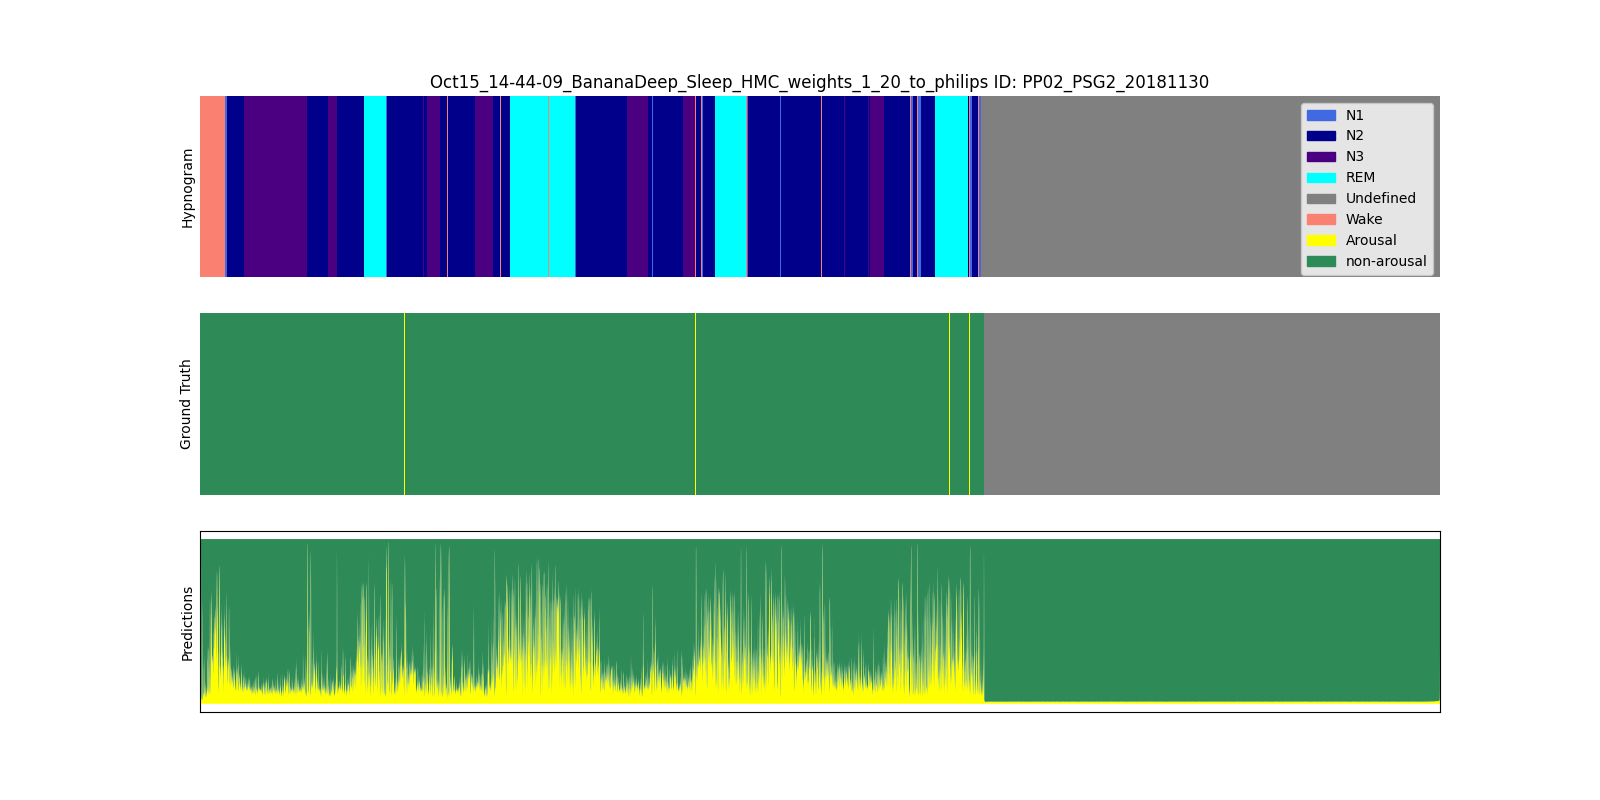 Oct15_14-44-09_BananaDeep_Sleep_HMC_weights_1_20_to_philips ID: PP02_PSG2_20181130
Hypnogram
N1
N2
N3
REM
Undefined
Wake
Arousal
non-arousal
Ground Truth
Predictions